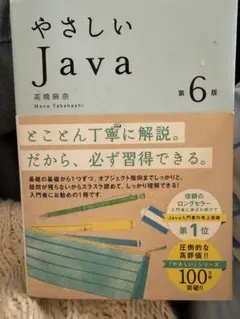 やさしい
Java
高橋麻奈
Mana Takahashi
第6版
とことん丁寧に解説。
だから、必ず習得できる。
基礎の基礎から1つずつ、オブジェクト指向までしっかりと、
疑問が残らないからスラスラ読めて、しっかり理解できる!
入門者にお勧めの1冊です。
信頼の
ロングセラー
Java入門書の売上冊数
第1位
圧倒的な
高評価!!
「やさしい」シリーズ
100万部
突破!!